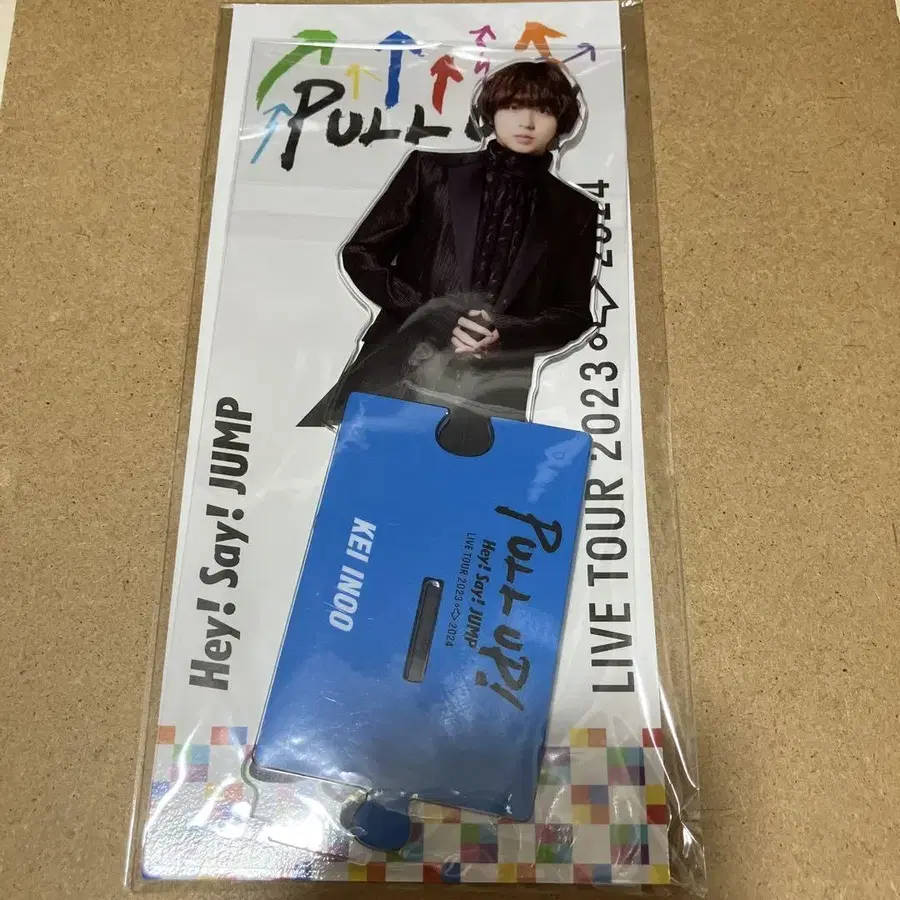 PULL U
Hey! Say! JUMP
LIVE TOUR 2023 2024
KEI INOO
PULL UP!
Hey! Say! JUMP
LIVE TOUR 2023 2024